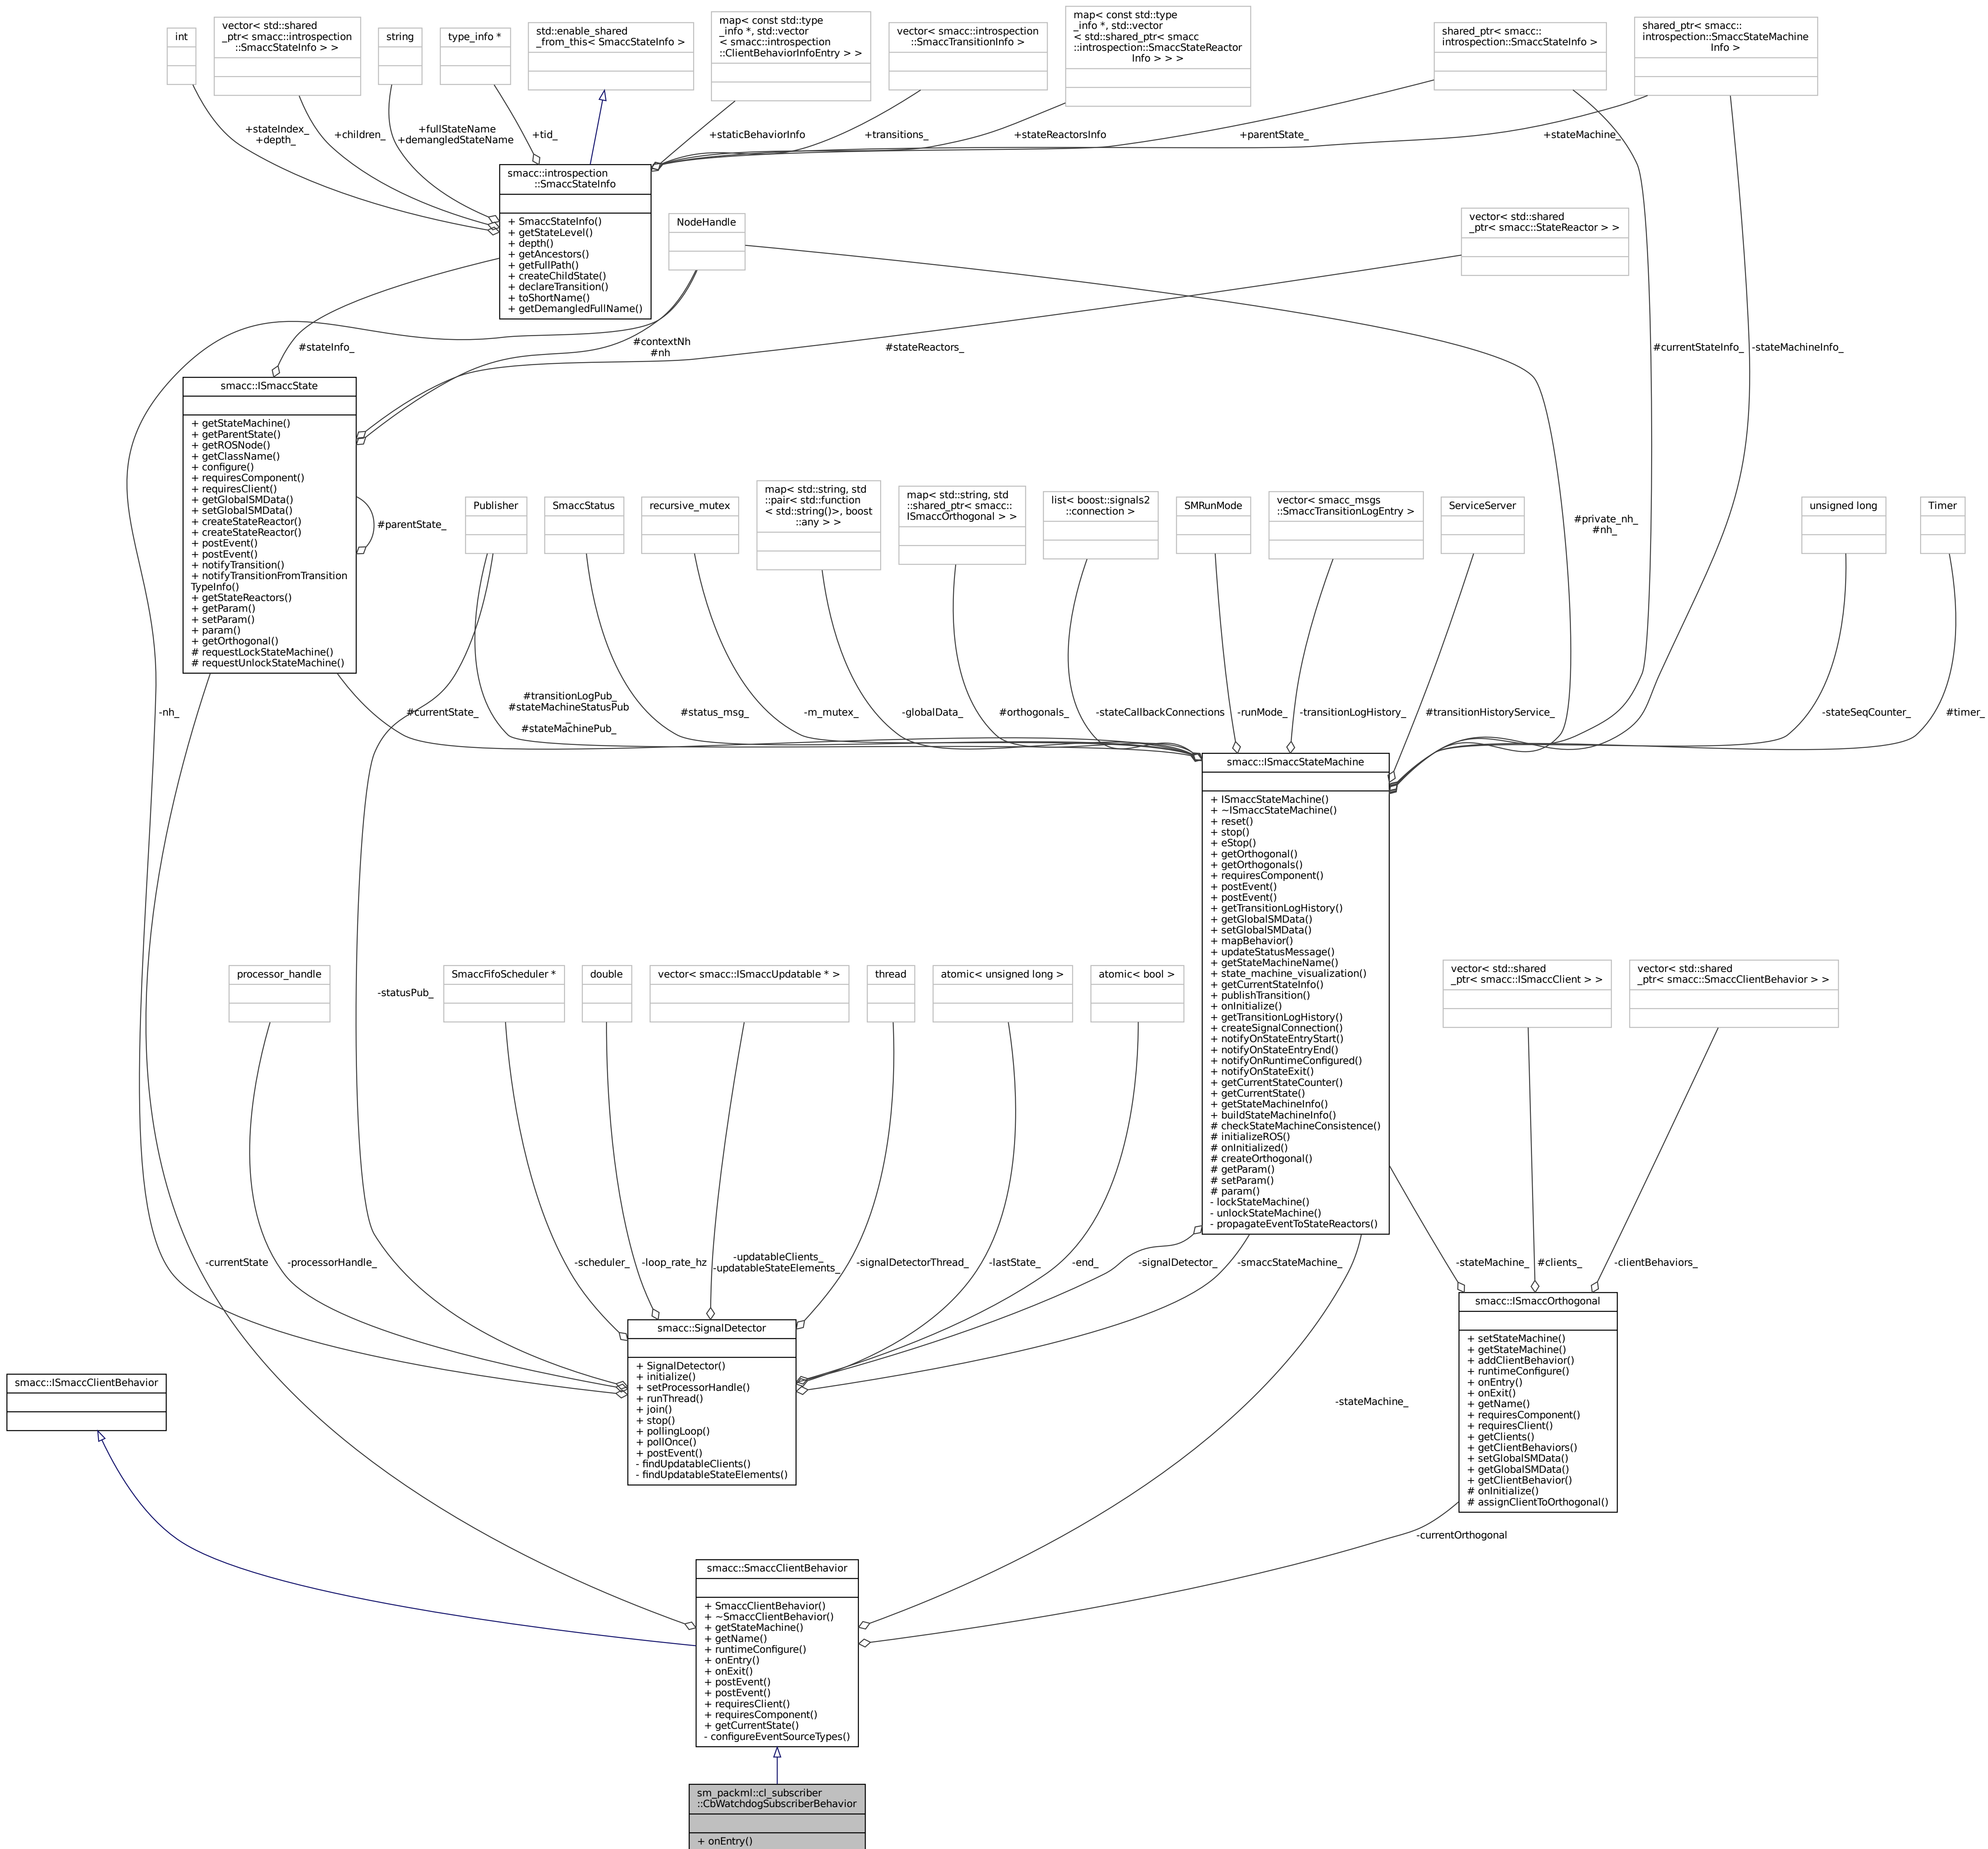 int
vector< std::shared
_ptr< smacc::introspection
::SmaccStateInfo > >
string
type_info *
std::enable_shared
_from_this< SmaccStateInfo >
map< const std::type
_info *, std::vector
< smacc::introspection
::ClientBehaviorInfoEntry > >
vector< smacc::introspection
::SmaccTransitionInfo >
map< const std::type
_info *, std::vector
< std::shared_ptr< smacc
::introspection::SmaccStateReactor
Info > > >
shared_ptr< smacc::
introspection::SmaccStateInfo >
shared_ptr< smacc::
introspection::SmaccStateMachine
Info >
+stateIndex_
+depth_
+children_
+fullStateName
+demangledStateName
+tid_
+staticBehaviorInfo
+transitions_
+stateReactorsInfo
+parentState_
+stateMachine_
smacc::introspection
::SmaccStateInfo
+ SmaccStateInfo()
+ getStateLevel()
+ depth()
+ getAncestors()
+ getFullPath()
+ createChildState()
+ declareTransition()
+ toShortName()
+ getDemangledFullName()
NodeHandle
vector< std::shared
_ptr< smacc::StateReactor > >
#stateInfo_
#contextNh
#nh
#stateReactors_
#currentStateInfo_
-stateMachineInfo_
smacc::ISmaccState
+ getStateMachine()
+ getParentState()
+ getROSNode()
+ getClassName()
+ configure()
+ requiresComponent()
+ requiresClient()
+ getGlobalSMData()
+ setGlobalSMData()
+ createStateReactor()
+ createStateReactor()
+ postEvent()
+ postEvent()
+ notifyTransition()
+ notifyTransitionFromTransition
TypeInfo()
+ getStateReactors()
+ getParam()
+ setParam()
+ param()
+ getOrthogonal()
# requestLockStateMachine()
# requestUnlockStateMachine()
#parentState_
Publisher
SmaccStatus
recursive_mutex
map< std::string, std
::pair< std::function
< std::string()>, boost
::any > >
map< std::string, std
::shared_ptr< smacc::
ISmaccOrthogonal > >
list< boost::signals2
::connection >
SMRunMode
vector< smacc_msgs
::SmaccTransitionLogEntry >
ServiceServer
#private_nh_
#nh_
unsigned long
Timer
-nh_
#currentState_
#transitionLogPub_
#stateMachineStatusPub
_
#stateMachinePub_
#status_msg_
-m_mutex_
-globalData_
#orthogonals_
-stateCallbackConnections
-runMode_
-transitionLogHistory_
#transitionHistoryService_
-stateSeqCounter_
#timer_
smacc::ISmaccStateMachine
+ ISmaccStateMachine()
+ ~ISmaccStateMachine()
+ reset()
+ stop()
+ eStop()
+ getOrthogonal()
+ getOrthogonals()
+ requiresComponent()
+ postEvent()
+ postEvent()
+ getTransitionLogHistory()
+ getGlobalSMData()
+ setGlobalSMData()
+ mapBehavior()
+ updateStatusMessage()
+ getStateMachineName()
+ state_machine_visualization()
+ getCurrentStateInfo()
+ publishTransition()
+ onInitialize()
+ getTransitionLogHistory()
+ createSignalConnection()
+ notifyOnStateEntryStart()
+ notifyOnStateEntryEnd()
+ notifyOnRuntimeConfigured()
+ notifyOnStateExit()
+ getCurrentStateCounter()
+ getCurrentState()
+ getStateMachineInfo()
+ buildStateMachineInfo()
# checkStateMachineConsistence()
# initializeROS()
# onInitialized()
# createOrthogonal()
# getParam()
# setParam()
# param()
- lockStateMachine()
- unlockStateMachine()
- propagateEventToStateReactors()
processor_handle
-statusPub_
SmaccFifoScheduler *
double
vector< smacc::ISmaccUpdatable * >
thread
atomic< unsigned long >
atomic< bool >
vector< std::shared
_ptr< smacc::ISmaccClient > >
vector< std::shared
_ptr< smacc::SmaccClientBehavior > >
-currentState
-processorHandle_
-scheduler_
-loop_rate_hz
-updatableClients_
-updatableStateElements_
-signalDetectorThread_
-lastState_
-end_
-signalDetector_
-smaccStateMachine_
-stateMachine_
#clients_
-clientBehaviors_
smacc::SignalDetector
+ SignalDetector()
+ initialize()
+ setProcessorHandle()
+ runThread()
+ join()
+ stop()
+ pollingLoop()
+ pollOnce()
+ postEvent()
- findUpdatableClients()
- findUpdatableStateElements()
smacc::ISmaccOrthogonal
+ setStateMachine()
+ getStateMachine()
+ addClientBehavior()
+ runtimeConfigure()
+ onEntry()
+ onExit()
+ getName()
+ requiresComponent()
+ requiresClient()
+ getClients()
+ getClientBehaviors()
+ setGlobalSMData()
+ getGlobalSMData()
+ getClientBehavior()
# onInitialize()
# assignClientToOrthogonal()
smacc::ISmaccClientBehavior
-stateMachine_
-currentOrthogonal
smacc::SmaccClientBehavior
+ SmaccClientBehavior()
+ ~SmaccClientBehavior()
+ getStateMachine()
+ getName()
+ runtimeConfigure()
+ onEntry()
+ onExit()
+ postEvent()
+ postEvent()
+ requiresClient()
+ requiresComponent()
+ getCurrentState()
- configureEventSourceTypes()
sm_packml::cl_subscriber
::CbWatchdogSubscriberBehavior
+ onEntry()